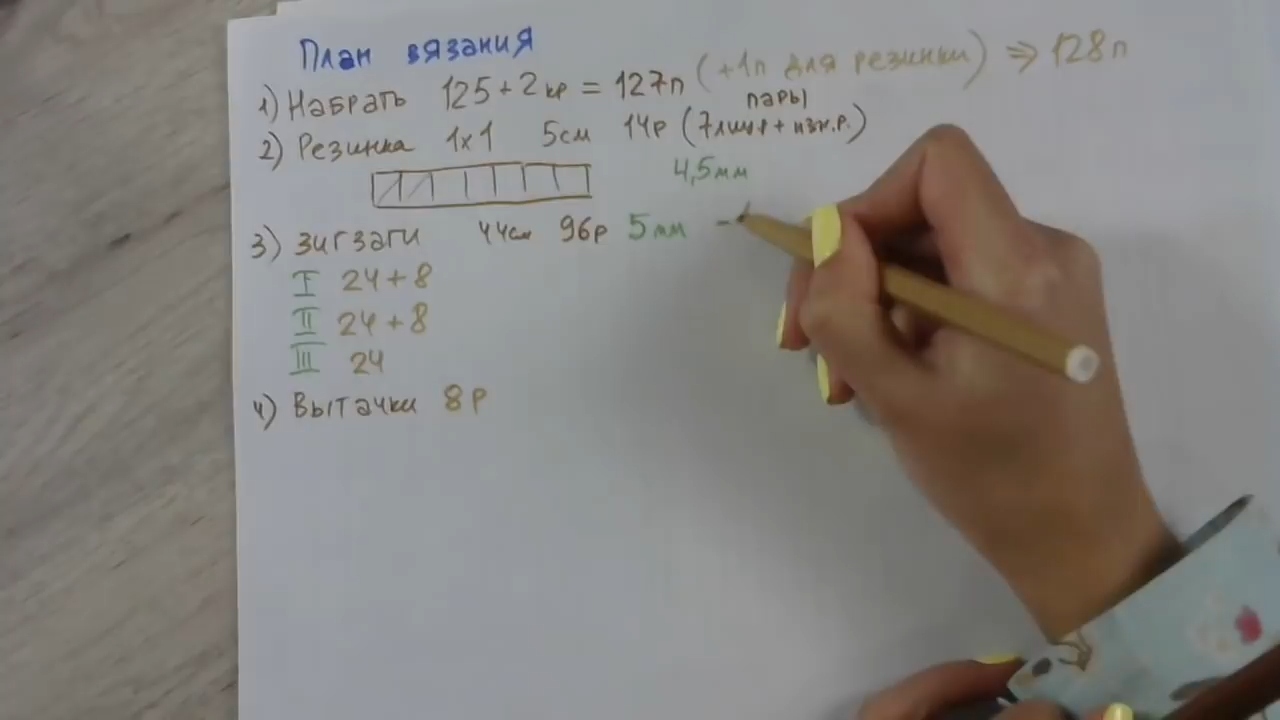 План вязания
1) Набрать 125 + 2 кр = 127п (+1п для резинки) ⇒ 128п
пары
2) Резинка 1х1 5см 14р (7лиц.р + изн.р.)
4,5мм
3) зигзаги 44см 96р 5мм -
I 24 + 8
II 24 + 8
III 24
4) Вытачки 8р